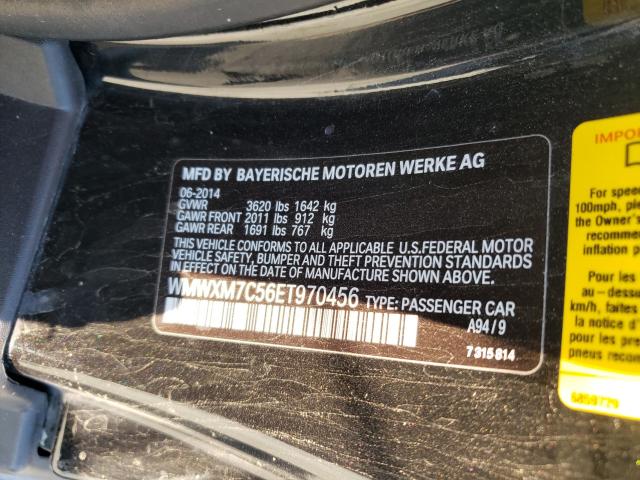 MFD BY BAYERISCHE MOTOREN WERKE AG
06-2014
GVWR 3620 lbs 1642 kg
GAWR FRONT 2011 lbs 912 kg
GAWR REAR 1691 lbs 767 kg
THIS VEHICLE CONFORMS TO ALL APPLICABLE U.S.FEDERAL MOTOR
VEHICLE SAFETY, BUMPER AND THEFT PREVENTION STANDARDS
IN EFFECT ON THE DATE OF MANUFACTURE SHOWN ABOVE.
WMWXM7C56ET970456 TYPE: PASSENGER CAR
A94/9
7315814
For spee
100mph, ple
the Owner's
recommen
inflation
Pour les
au-dess
km/h, faites
la notice d'
pour les pre
pneus recom